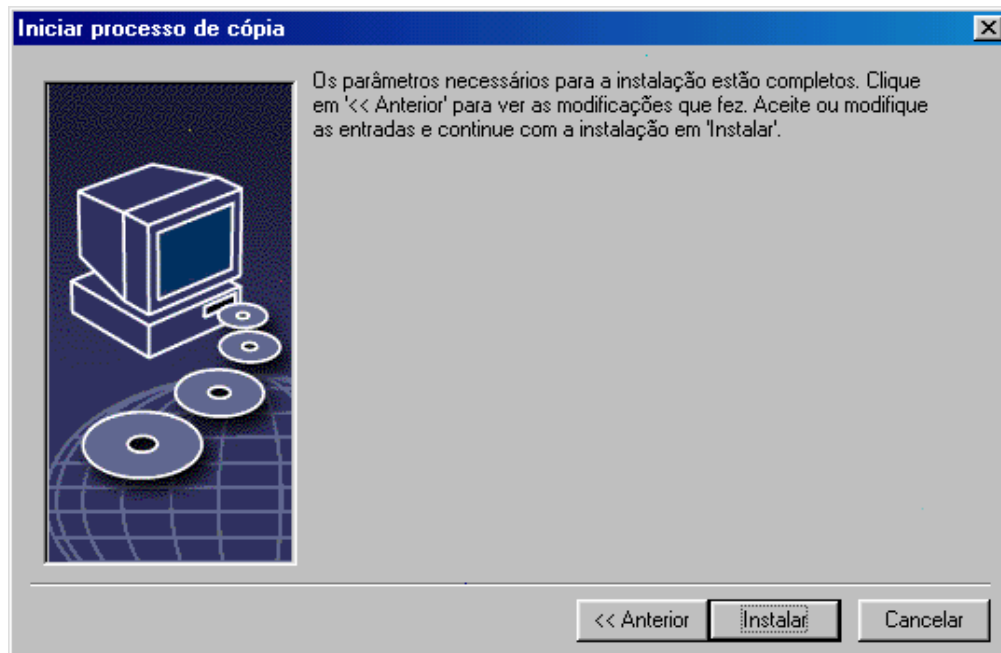 Iniciar processo de cópia
Os parâmetros necessários para a instalação estão completos. Clique
em '<< Anterior' para ver as modificações que fez. Aceite ou modifique
as entradas e continue com a instalação em 'Instalar'.
<< Anterior
Instalar
Cancelar